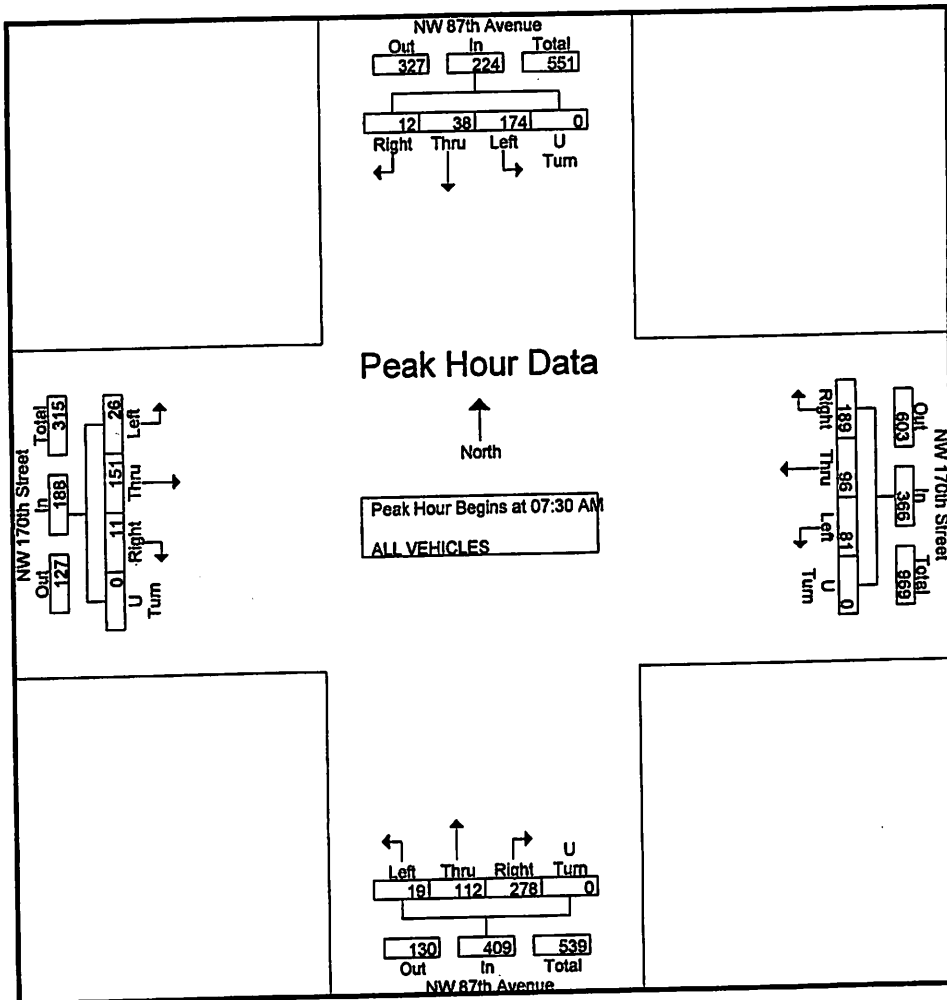 NW 87th Avenue
Out In Total
327 224 551
12 38 174 0
Right Thru Left U
Turn
Peak Hour Data
North
Peak Hour Begins at 07:30 AM
ALL VEHICLES
NW 170th Street
Total In Out
315 188 127
26 151 11 0
Left Thru Right U
Turn
NW 170th Street
Out In Total
603 366 969
189 96 81 0
Right Thru Left U
Turn
U
Left Thru Right Turn
19 112 278 0
130 409 539
Out In Total
NW 87th Avenue